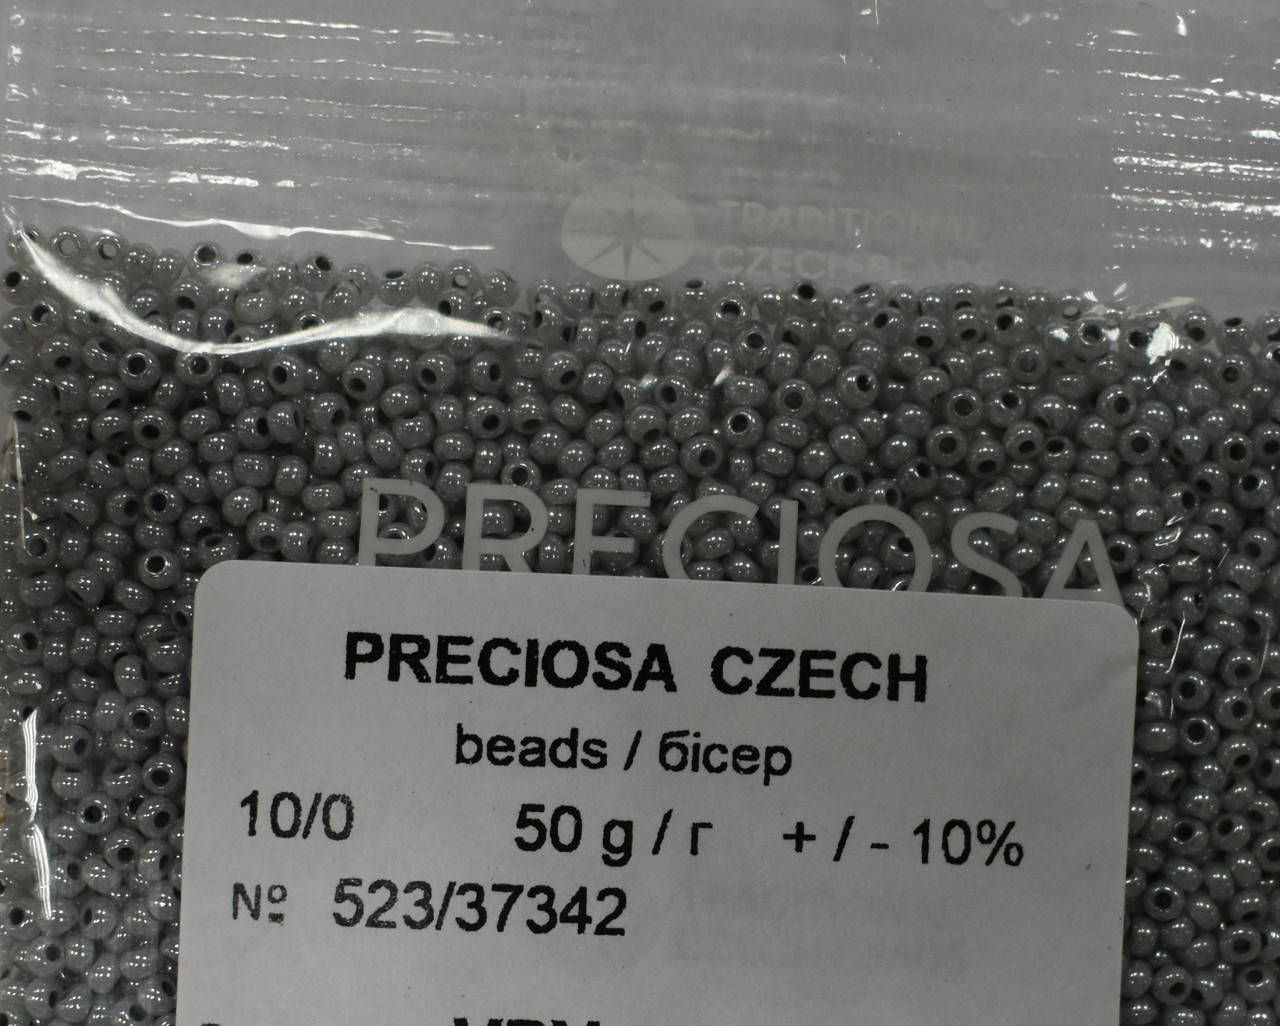 TRADITIONAL
CZECH BEADS
PRECIOSA
PRECIOSA CZECH
beads / бісер
10/0 50 g / г + / - 10%
№ 523/37342